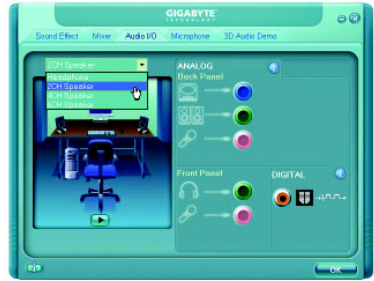 GIGABYTE
TECHNOLOGY
Sound Effect Mixer Audio I/O Microphone 3D Audio Demo
2CH Speaker
Headphone
2CH Speaker
4CH Speaker
6CH Speaker
ANALOG
Back Panel
Front Panel
DIGITAL
OK